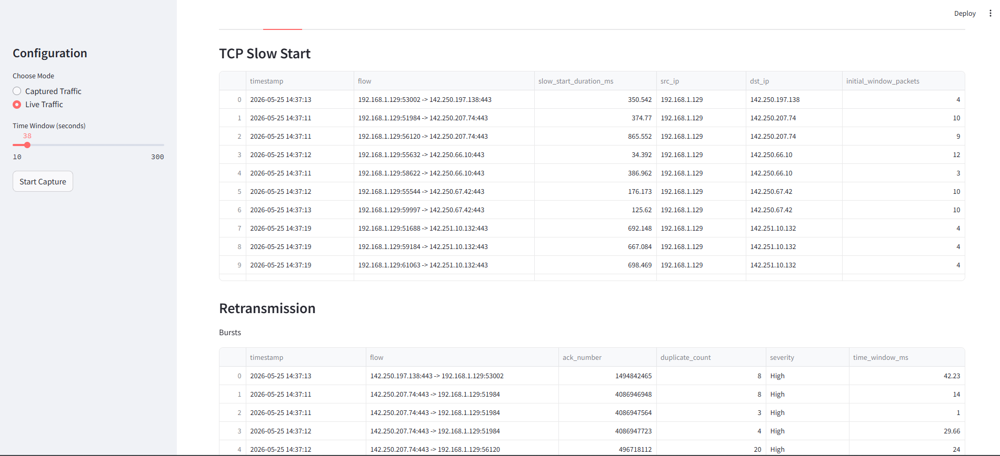 Deploy
Configuration
Choose Mode
Captured Traffic
Live Traffic
Time Window (seconds)
38
10 300
Start Capture
TCP Slow Start
timestamp flow slow_start_duration_ms src_ip dst_ip initial_window_packets
0 2026-05-25 14:37:13 192.168.1.129:53002 -> 142.250.197.138:443 350.542 192.168.1.129 142.250.197.138 4
1 2026-05-25 14:37:11 192.168.1.129:51984 -> 142.250.207.74:443 374.77 192.168.1.129 142.250.207.74 10
2 2026-05-25 14:37:11 192.168.1.129:56120 -> 142.250.207.74:443 865.552 192.168.1.129 142.250.207.74 9
3 2026-05-25 14:37:12 192.168.1.129:55632 -> 142.250.66.10:443 34.392 192.168.1.129 142.250.66.10 12
4 2026-05-25 14:37:11 192.168.1.129:58622 -> 142.250.66.10:443 386.962 192.168.1.129 142.250.66.10 3
5 2026-05-25 14:37:12 192.168.1.129:55544 -> 142.250.67.42:443 176.173 192.168.1.129 142.250.67.42 10
6 2026-05-25 14:37:13 192.168.1.129:59997 -> 142.250.67.42:443 125.62 192.168.1.129 142.250.67.42 10
7 2026-05-25 14:37:19 192.168.1.129:51688 -> 142.251.10.132:443 692.148 192.168.1.129 142.251.10.132 4
8 2026-05-25 14:37:19 192.168.1.129:59184 -> 142.251.10.132:443 667.084 192.168.1.129 142.251.10.132 4
9 2026-05-25 14:37:19 192.168.1.129:61063 -> 142.251.10.132:443 698.469 192.168.1.129 142.251.10.132 4
Retransmission
Bursts
timestamp flow ack_number duplicate_count severity time_window_ms
0 2026-05-25 14:37:13 142.250.197.138:443 -> 192.168.1.129:53002 1494842465 8 High 42.23
1 2026-05-25 14:37:11 142.250.207.74:443 -> 192.168.1.129:51984 4086946948 8 High 14
2 2026-05-25 14:37:11 142.250.207.74:443 -> 192.168.1.129:51984 4086947564 3 High 1
3 2026-05-25 14:37:12 142.250.207.74:443 -> 192.168.1.129:51984 4086947723 4 High 29.66
4 2026-05-25 14:37:12 142.250.207.74:443 -> 192.168.1.129:56120 496718112 20 High 24